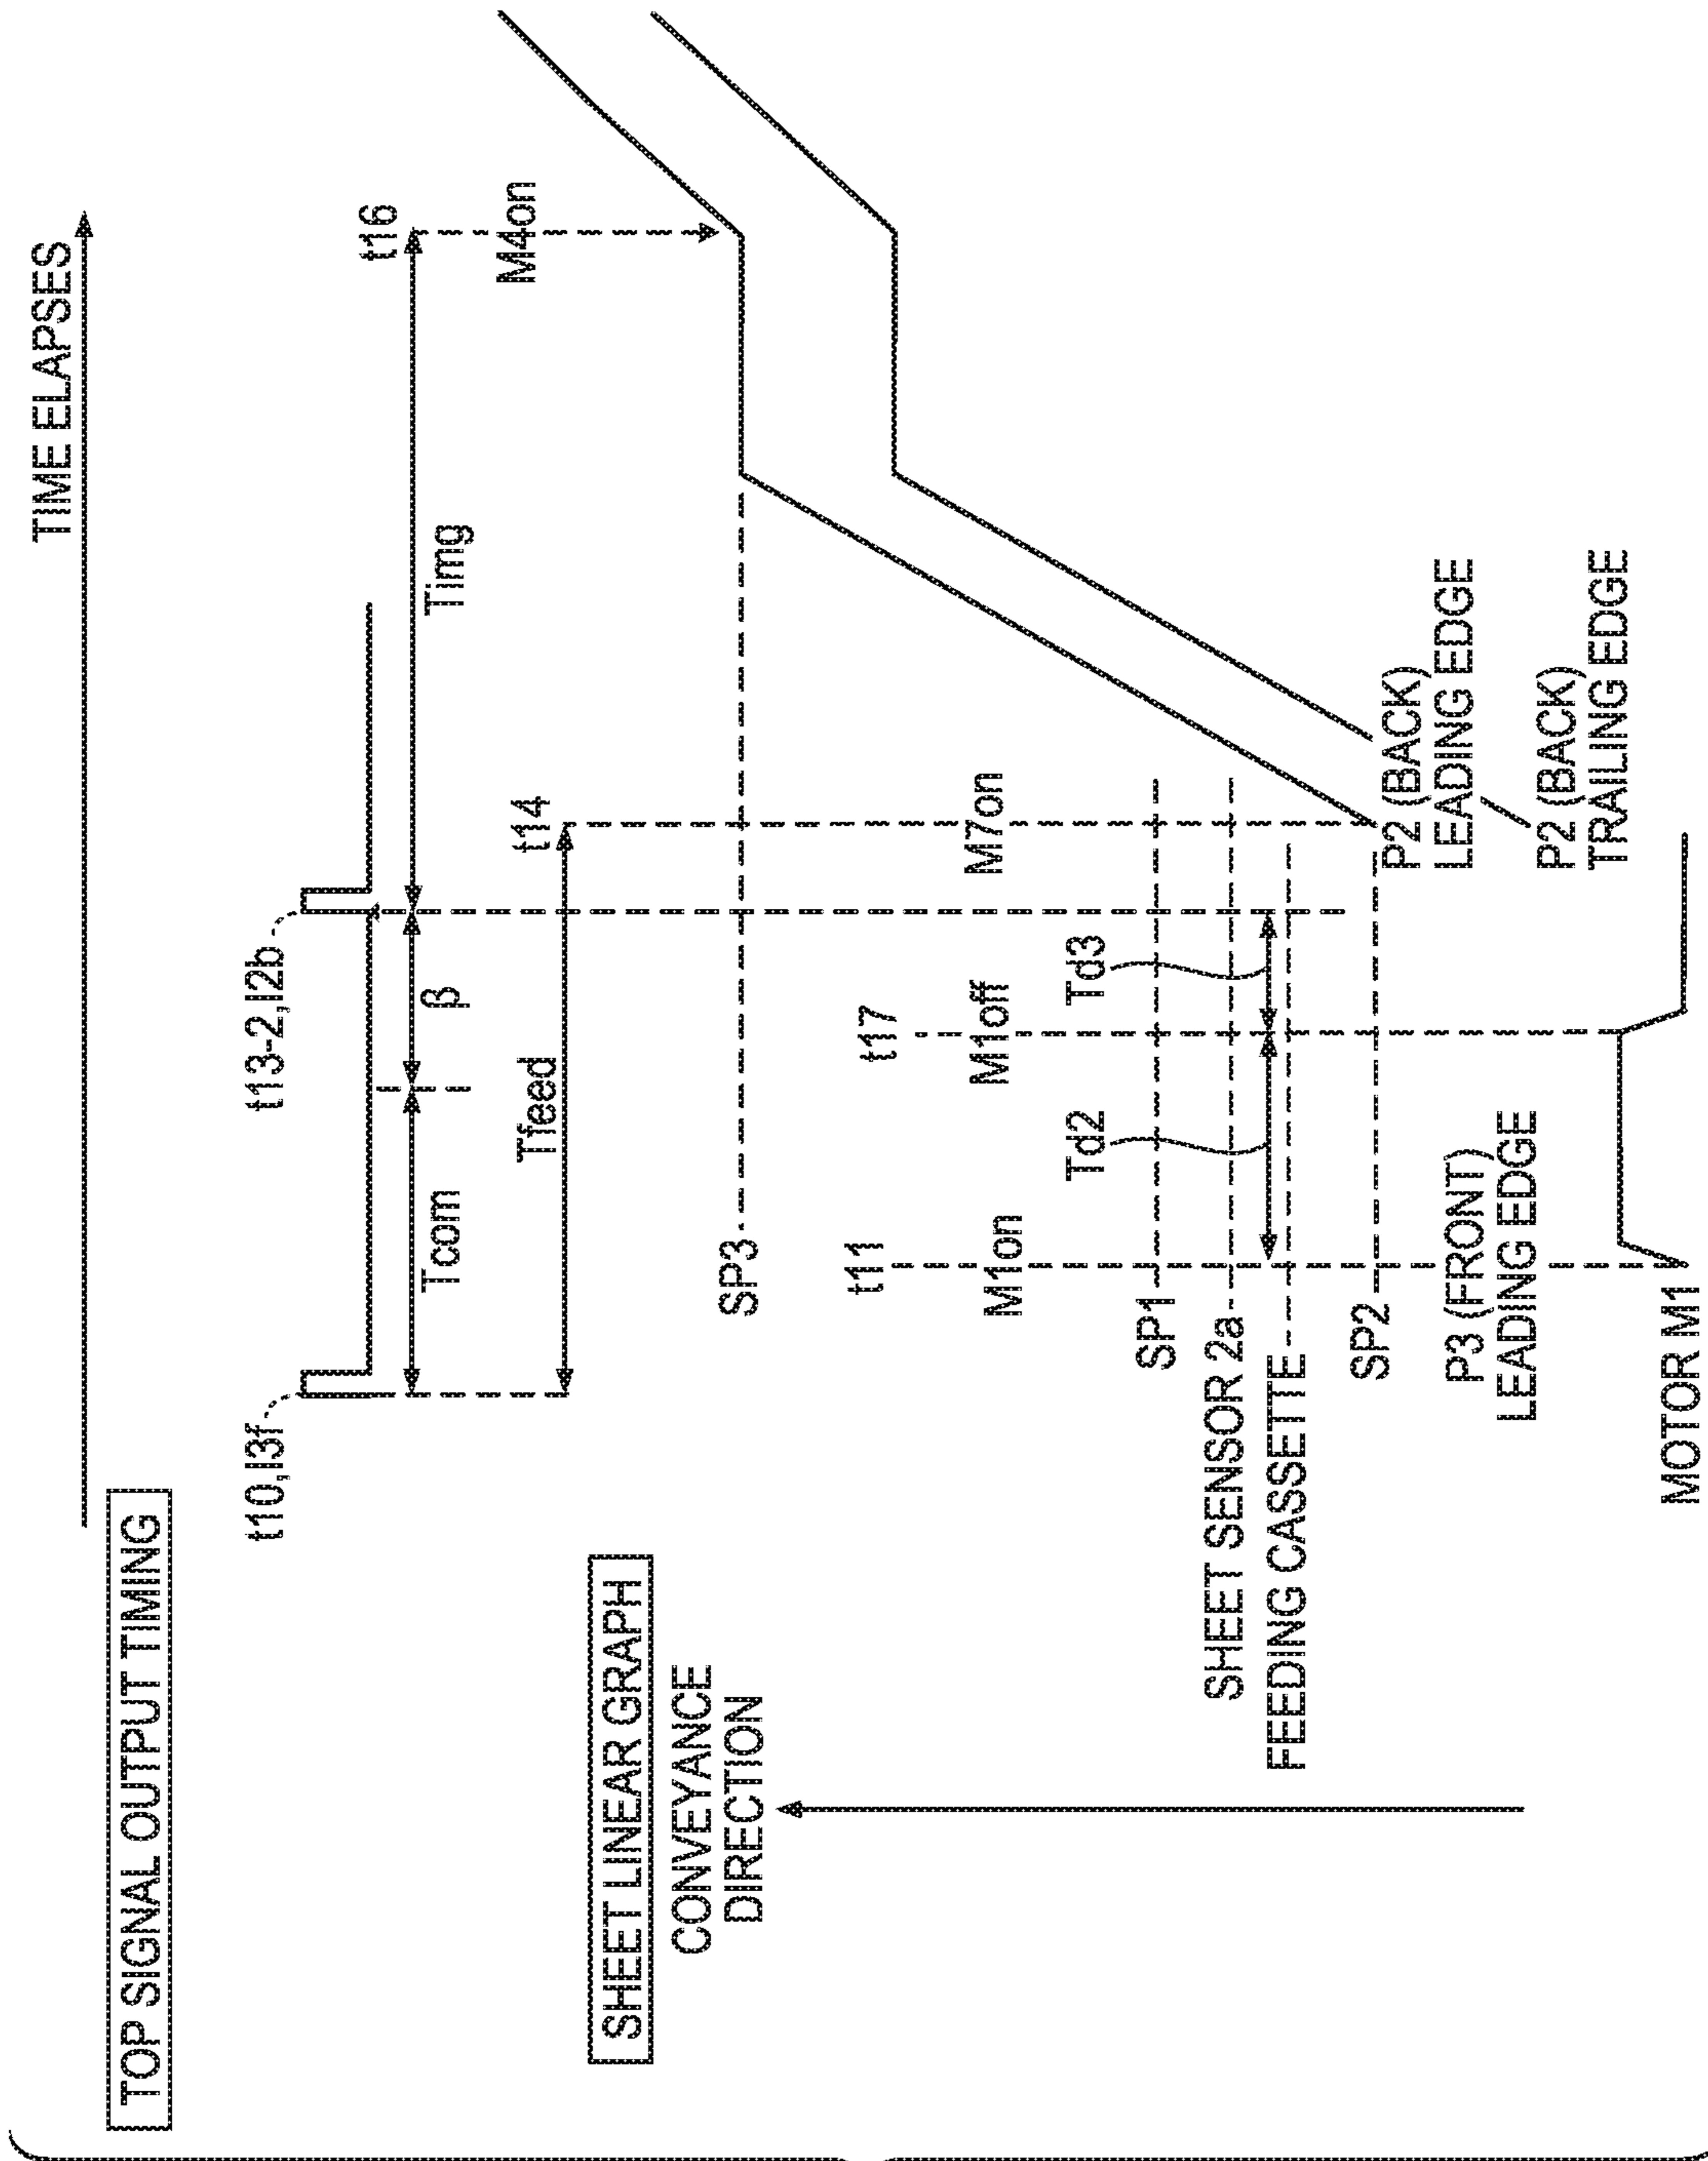 TIME ELAPSES
TOP SIGNAL OUTPUT TIMING
t10,I3f
t13-2,I2b
t16
Tcom
β
Timg
M4on
Tfeed
t14
SHEET LINEAR GRAPH
CONVEYANCE
DIRECTION
SP3
t11
t17
M1on
M1off
M7on
Td2
Td3
SP1
SHEET SENSOR 2a
FEEDING CASSETTE
SP2
P2 (BACK)
LEADING EDGE
P3 (FRONT)
LEADING EDGE
P2 (BACK)
TRAILING EDGE
MOTOR M1